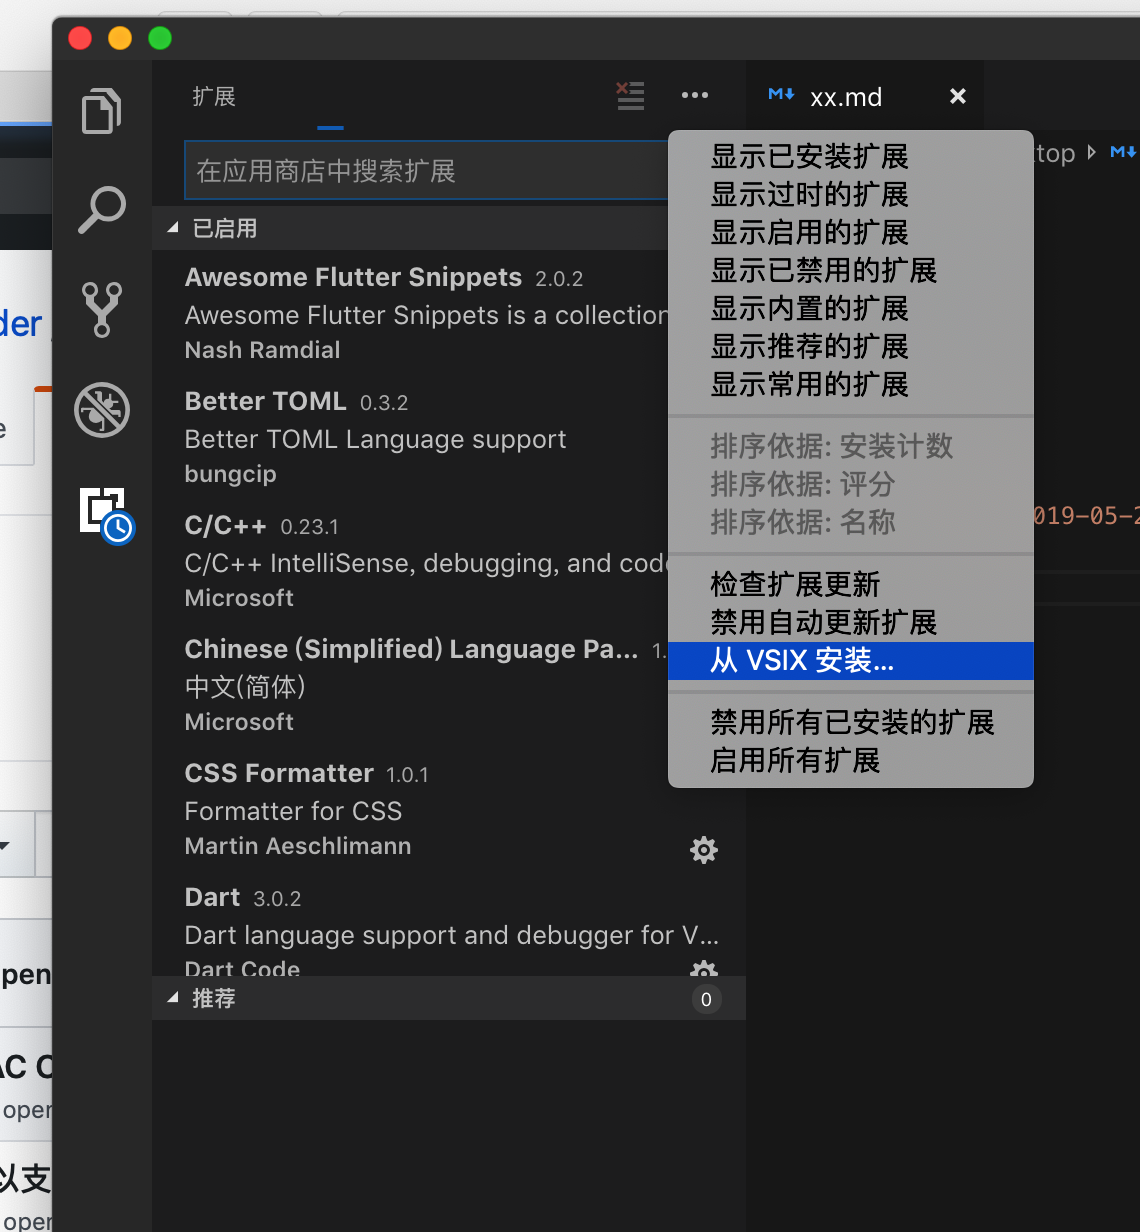 扩展
xx.md
在应用商店中搜索扩展
已启用
Awesome Flutter Snippets 2.0.2
Awesome Flutter Snippets is a collection
Nash Ramdial
Better TOML 0.3.2
Better TOML Language support
bungcip
C/C++ 0.23.1
C/C++ IntelliSense, debugging, and code
Microsoft
Chinese (Simplified) Language Pa... 1.
中文(简体)
Microsoft
CSS Formatter 1.0.1
Formatter for CSS
Martin Aeschlimann
Dart 3.0.2
Dart language support and debugger for V...
Dart Code
推荐 0
显示已安装扩展
显示过时的扩展
显示启用的扩展
显示已禁用的扩展
显示内置的扩展
显示推荐的扩展
显示常用的扩展
排序依据: 安装计数
排序依据: 评分
排序依据: 名称
检查扩展更新
禁用自动更新扩展
从 VSIX 安装...
禁用所有已安装的扩展
启用所有扩展
top
019-05-2
der
pen
AC
open
以支
open